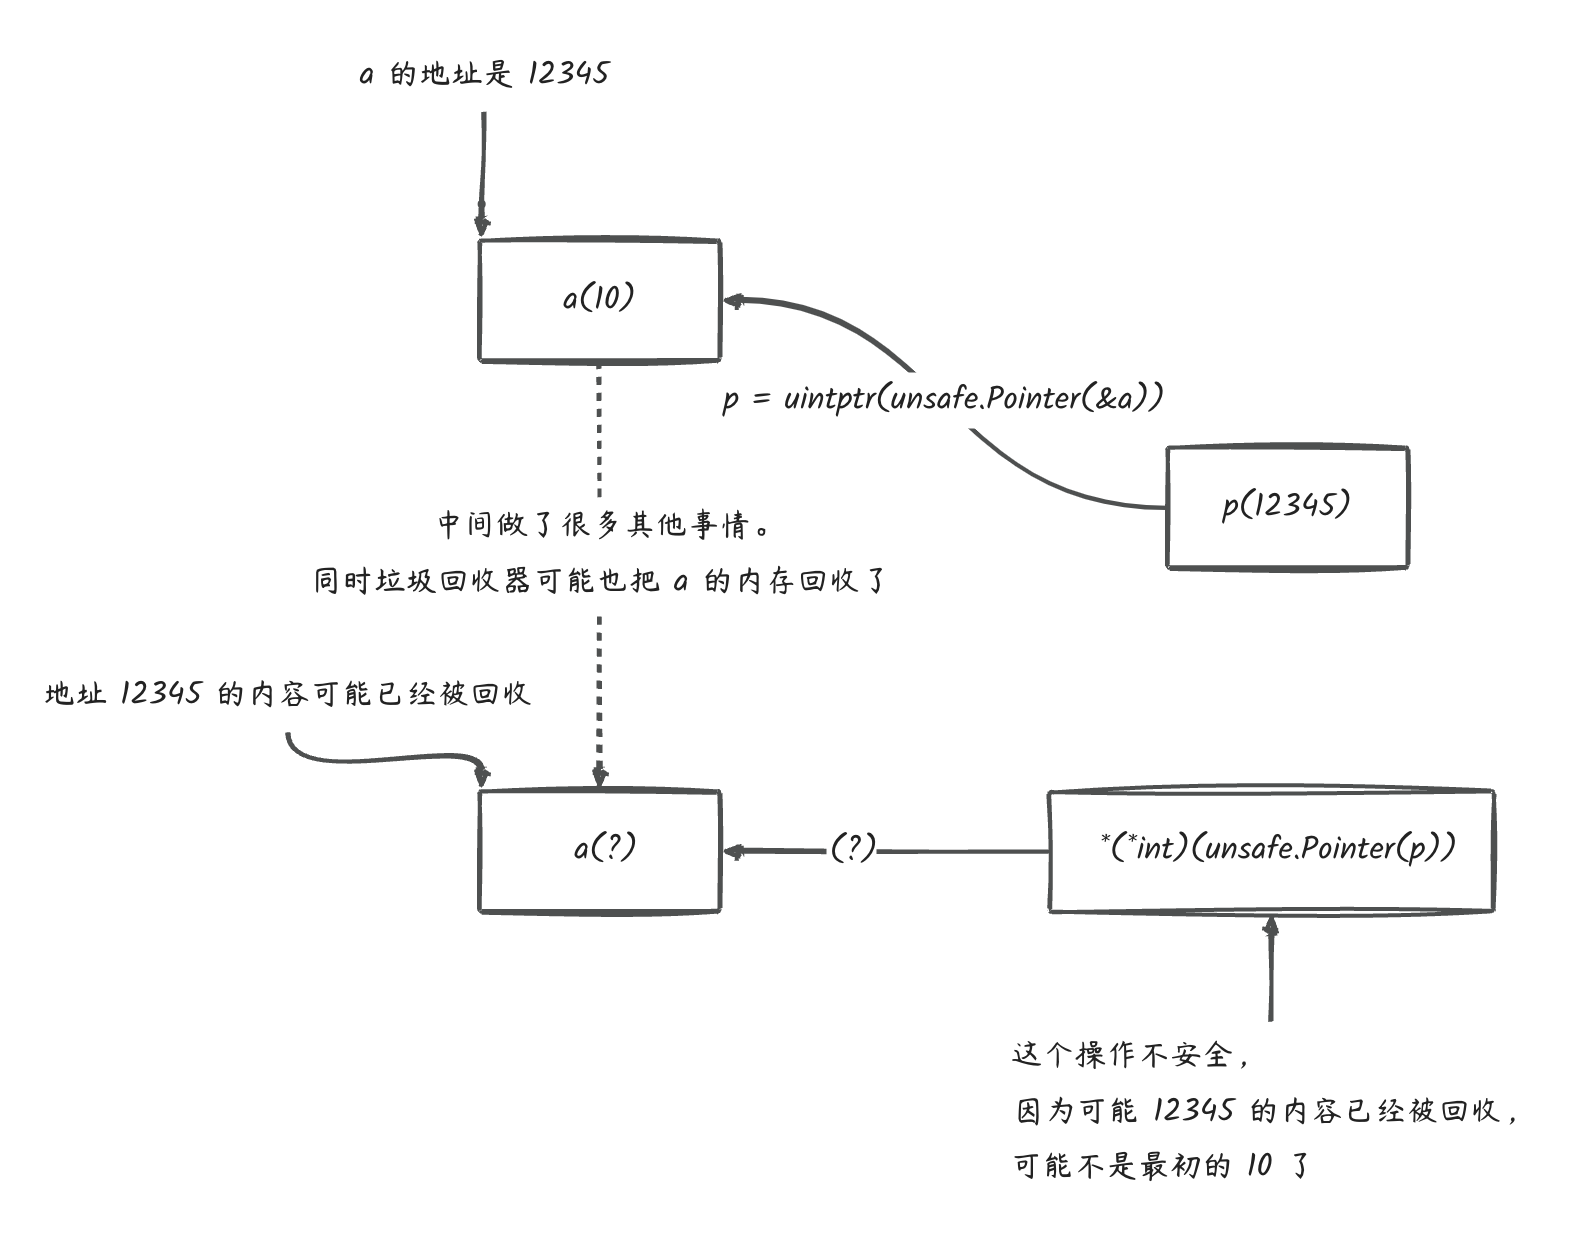 a 的地址是 12345
a(10)
p = uintptr(unsafe.Pointer(&a))
p(12345)
中间做了很多其他事情。
同时垃圾回收器可能也把 a 的内存回收了
地址 12345 的内容可能已经被回收
a(?)
(?)
*(*int)(unsafe.Pointer(p))
这个操作不安全，
因为可能 12345 的内容已经被回收，
可能不是最初的 10 了